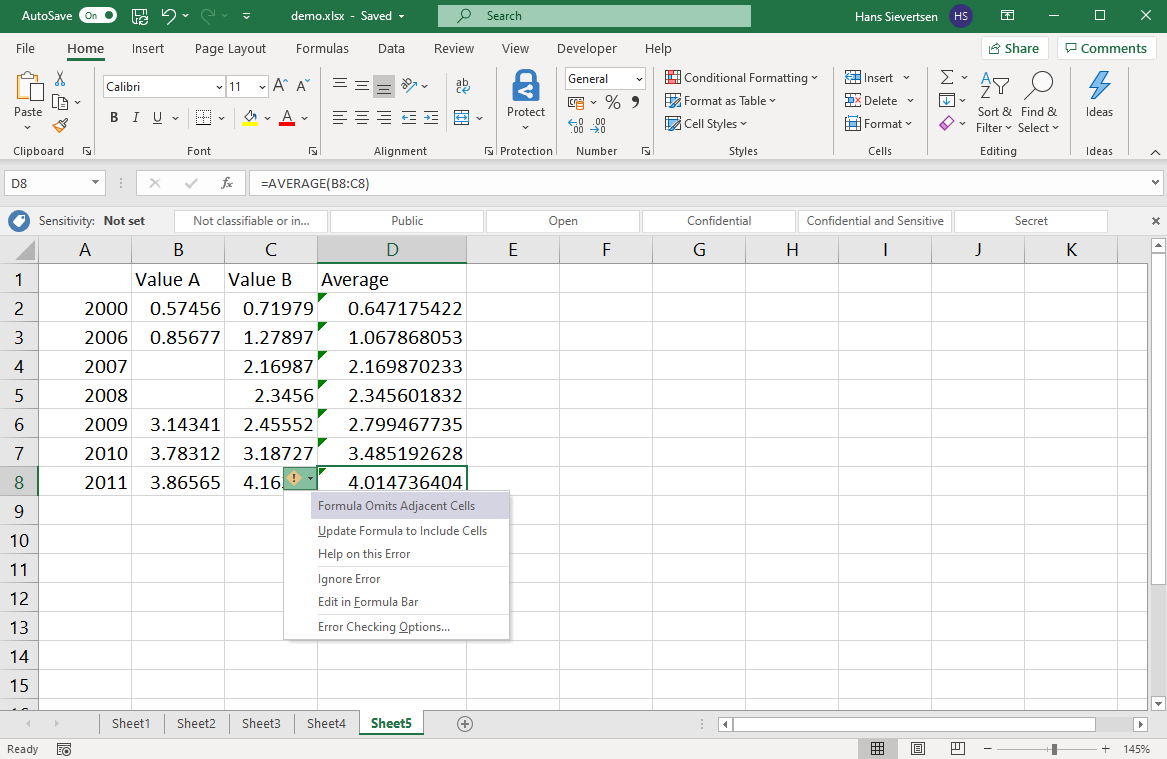 AutoSave On demo.xlsx - Saved Search Hans Sievertsen HS
File Home Insert Page Layout Formulas Data Review View Developer Help Share Comments
Calibri 11 General Conditional Formatting Insert
Paste Protect Format as Table Delete Sort & Find & Ideas
B I U A Cell Styles Format Filter Select
Clipboard Font Alignment Protection Number Styles Cells Editing Ideas
D8 fx =AVERAGE(B8:C8)
Sensitivity: Not set Not classifiable or in... Public Open Confidential Confidential and Sensitive Secret
A B C D E F G H I J K
1 Value A Value B Average
2 2000 0.57456 0.71979 0.647175422
3 2006 0.85677 1.27897 1.067868053
4 2007 2.16987 2.169870233
5 2008 2.3456 2.345601832
6 2009 3.14341 2.45552 2.799467735
7 2010 3.78312 3.18727 3.485192628
8 2011 3.86565 4.014736404
9 Formula Omits Adjacent Cells
Update Formula to Include Cells
10 Help on this Error
11 Ignore Error
12 Edit in Formula Bar
13 Error Checking Options...
14
15
Sheet1 Sheet2 Sheet3 Sheet4 Sheet5
Ready 145%